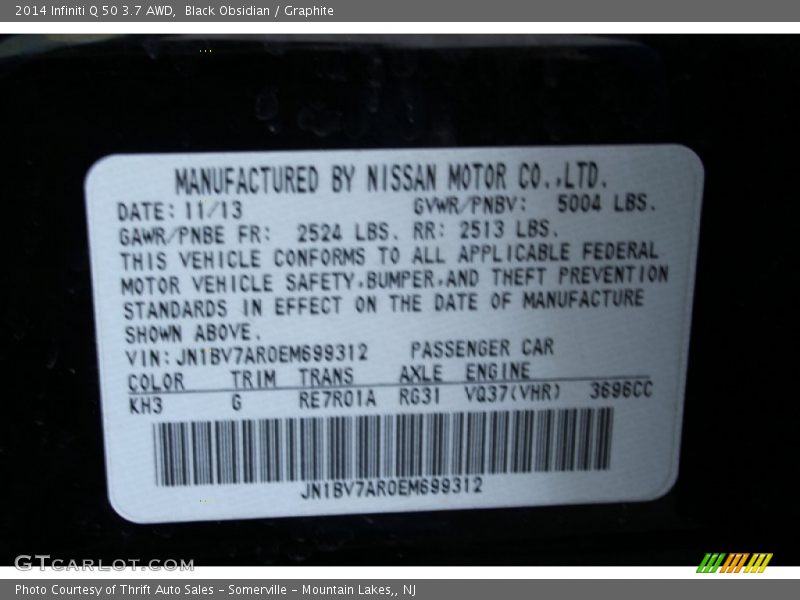 2014 Infiniti Q 50 3.7 AWD,  Black Obsidian / Graphite
MANUFACTURED BY NISSAN MOTOR CO.,LTD.
DATE: 11/13 GVWR/PNBV: 5004 LBS.
GAWR/PNBE FR: 2524 LBS. RR: 2513 LBS.
THIS VEHICLE CONFORMS TO ALL APPLICABLE FEDERAL
MOTOR VEHICLE SAFETY,BUMPER,AND THEFT PREVENTION
STANDARDS IN EFFECT ON THE DATE OF MANUFACTURE
SHOWN ABOVE.
VIN: JN1BV7AR0EM699312 PASSENGER CAR
COLOR TRIM TRANS AXLE ENGINE
KH3 G RE7R01A RG31 VQ37(VHR) 3696CC
JN1BV7AR0EM699312
GTCARLOT.COM
Photo Courtesy of Thrift Auto Sales - Somerville - Mountain Lakes,, NJ